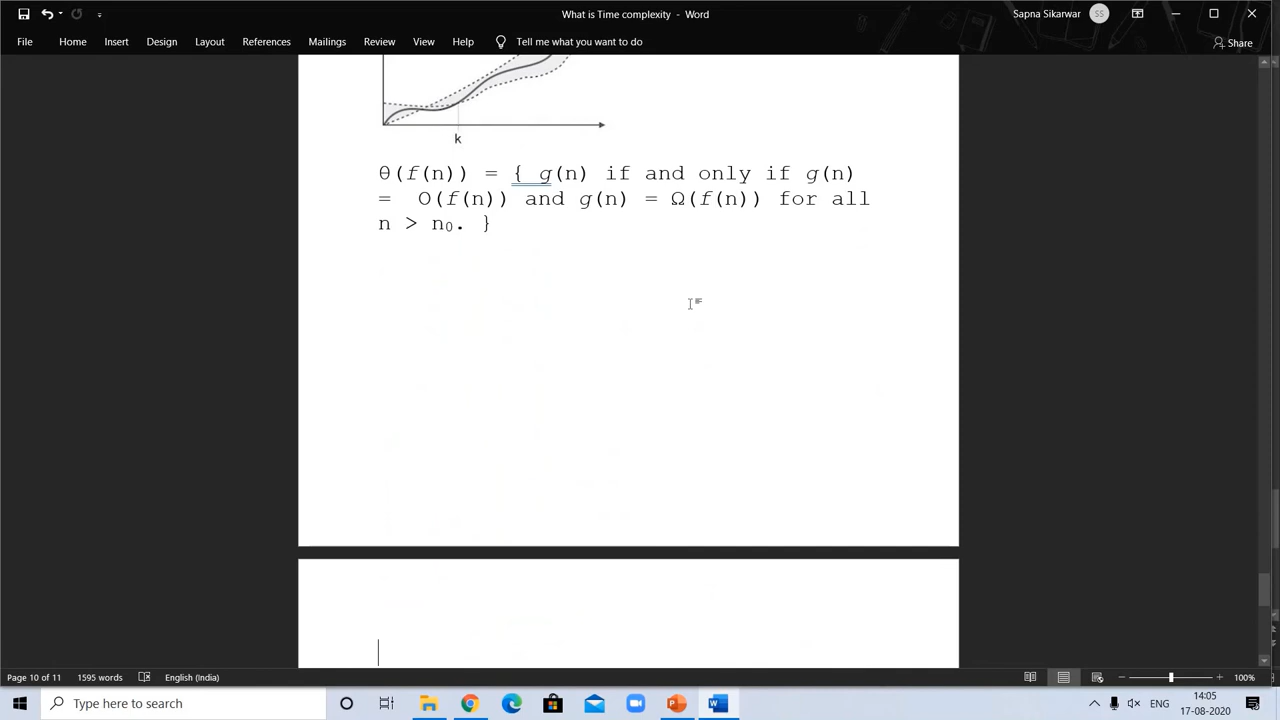 What is Time complexity - Word
Sapna Sikarwar
SS
File Home Insert Design Layout References Mailings Review View Help Tell me what you want to do
Share
k
θ(f(n)) = { g(n) if and only if g(n)
= O(f(n)) and g(n) = Ω(f(n)) for all
n > n₀. }
Page 10 of 11 1595 words English (India)
100%
Type here to search
ENG
14:05
17-08-2020